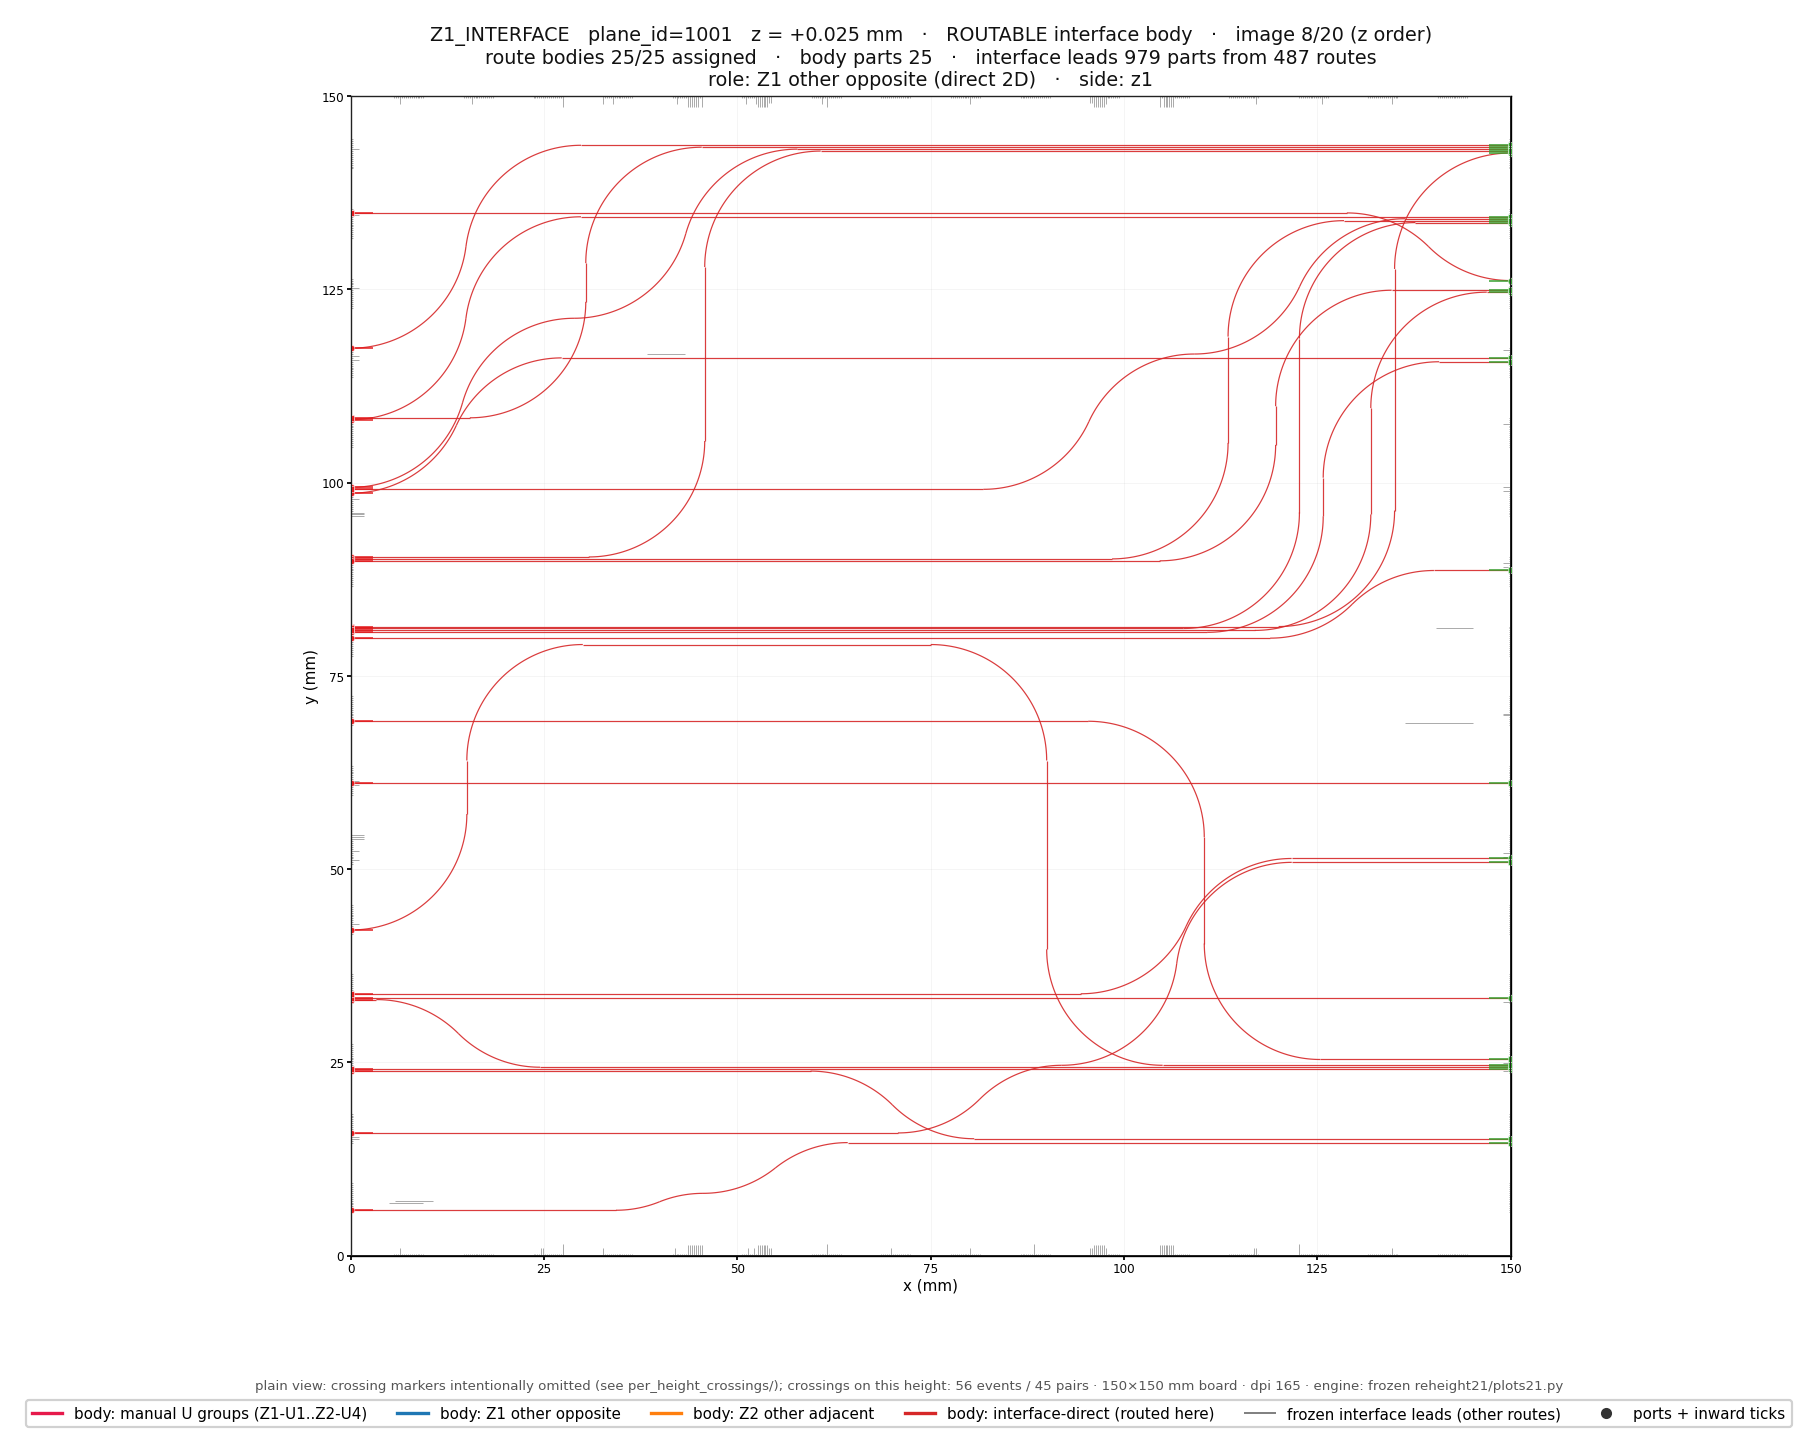 Z1_INTERFACE   plane_id=1001   z = +0.025 mm   ·   ROUTABLE interface body   ·   image 8/20 (z order)
route bodies 25/25 assigned   ·   body parts 25   ·   interface leads 979 parts from 487 routes
role: Z1 other opposite (direct 2D)   ·   side: z1
150
125
100
75
50
25
0
y (mm)
0 25 50 75 100 125 150
x (mm)
plain view: crossing markers intentionally omitted (see per_height_crossings/); crossings on this height: 56 events / 45 pairs · 150×150 mm board · dpi 165 · engine: frozen reheight21/plots21.py
body: manual U groups (Z1-U1..Z2-U4) body: Z1 other opposite body: Z2 other adjacent body: interface-direct (routed here) frozen interface leads (other routes) ports + inward ticks